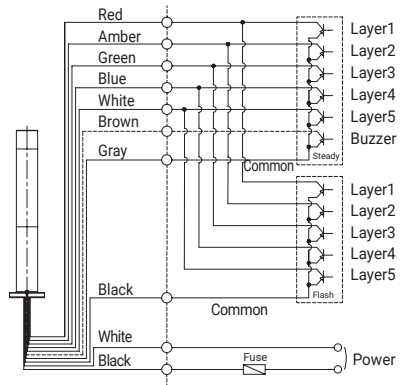 Red
Amber
Green
Blue
White
Brown
Gray
Layer1
Layer2
Layer3
Layer4
Layer5
Buzzer
Common
Steady
Layer1
Layer2
Layer3
Layer4
Layer5
Black
Common
Flash
White
Black
Fuse
Power